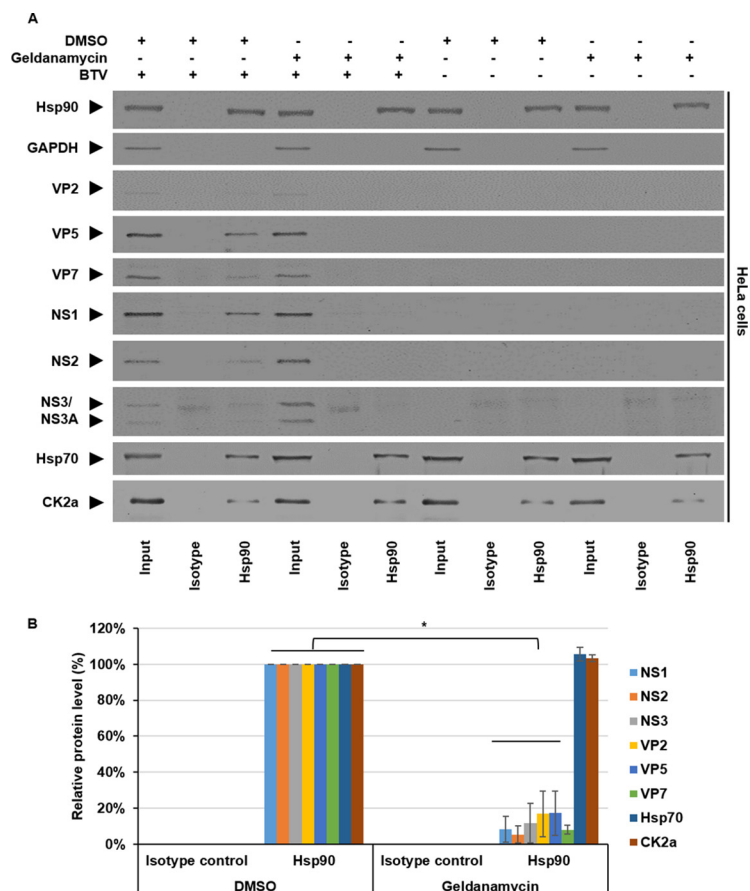 A
DMSO + + + - - - + + + - - -
Geldanamycin - - - + + + - - - + + +
BTV + + + + + + - - - - - -
Hsp90
GAPDH
VP2
VP5
VP7
NS1
NS2
NS3/
NS3A
Hsp70
CK2a
HeLa cells
Input Isotype Hsp90 Input Isotype Hsp90 Input Isotype Hsp90 Input Isotype Hsp90
B
Relative protein level (%)
120%
100%
80%
60%
40%
20%
0%
*
Isotype control Hsp90 Isotype control Hsp90
DMSO Geldanamycin
NS1
NS2
NS3
VP2
VP5
VP7
Hsp70
CK2a